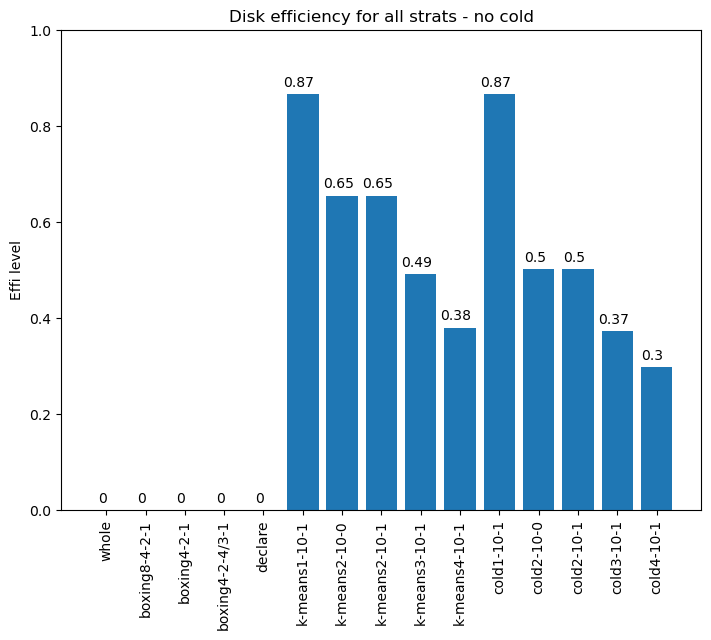 Disk efficiency for all strats - no cold
Effi level
1.0
0.8
0.6
0.4
0.2
0.0
0
0
0
0
0
0.87
0.65
0.65
0.49
0.38
0.87
0.5
0.5
0.37
0.3
whole
boxing8-4-2-1
boxing4-2-1
boxing4-2-4/3-1
declare
k-means1-10-1
k-means2-10-0
k-means2-10-1
k-means3-10-1
k-means4-10-1
cold1-10-1
cold2-10-0
cold2-10-1
cold3-10-1
cold4-10-1